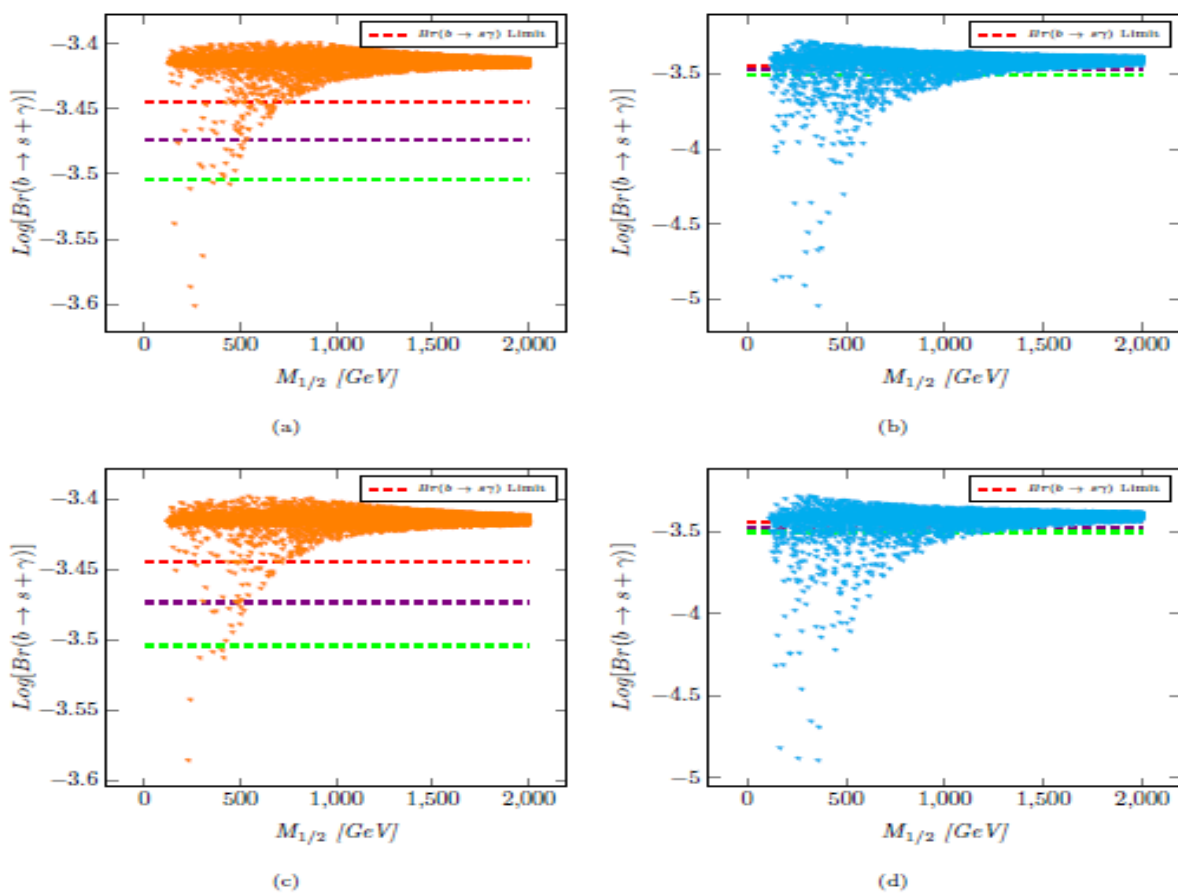 Br(b → sγ) Limit
−3.4
−3.45
−3.5
−3.55
−3.6
Log[Br(b → s + γ)]
0 500 1,000 1,500 2,000
M1/2 [GeV]
(a)
Br(b → sγ) Limit
−3.5
−4
−4.5
−5
Log[Br(b → s + γ)]
0 500 1,000 1,500 2,000
M1/2 [GeV]
(b)
Br(b → sγ) Limit
−3.4
−3.45
−3.5
−3.55
−3.6
Log[Br(b → s + γ)]
0 500 1,000 1,500 2,000
M1/2 [GeV]
(c)
Br(b → sγ) Limit
−3.5
−4
−4.5
−5
Log[Br(b → s + γ)]
0 500 1,000 1,500 2,000
M1/2 [GeV]
(d)